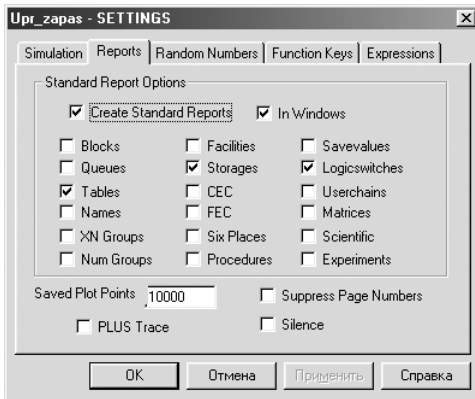 Upr_zapas - SETTINGS
Simulation Reports Random Numbers Function Keys Expressions
Standard Report Options
Create Standard Reports In Windows
Blocks Facilities Savevalues
Queues Storages Logicswitches
Tables CEC Userchains
Names FEC Matrices
XN Groups Six Places Scientific
Num Groups Procedures Experiments
Saved Plot Points 10000 Suppress Page Numbers
PLUS Trace Silence
OK Отмена Применить Справка